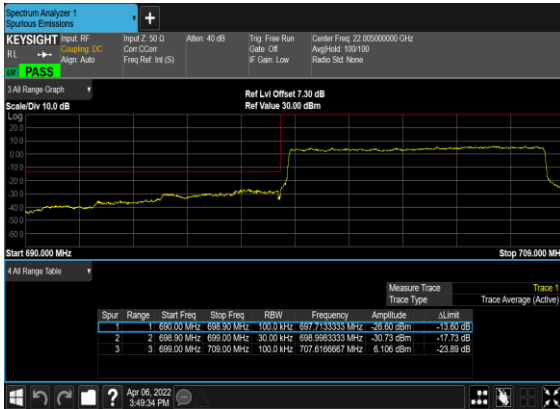 Spectrum Analyzer 1
Spurious Emissions
KEYSIGHT Input: RF Input Z: 50 Ω Atten: 40 dB Trig: Free Run Center Freq: 22.005000000 GHz
RL Coupling: DC Corr CCorr Gate: Off Avg|Hold: 100/100
Align: Auto Freq Ref: Int (S) IF Gain: Low Radio Std: None
PASS
3 All Range Graph
Ref Lvl Offset 7.30 dB
Scale/Div 10.0 dB Ref Value 30.00 dBm
Log
20.0
10.0
0.00
-10.0
-20.0
-30.0
-40.0
-50.0
-60.0
Start 690.000 MHz Stop 709.000 MH
4 All Range Table
Measure Trace Trace 1
Trace Type Trace Average (Active)
Spur Range Start Freq Stop Freq RBW Frequency Amplitude ΔLimit
1 1 690.00 MHz 698.90 MHz 100.0 kHz 697.7133333 MHz -26.60 dBm -13.60 dB
2 2 698.90 MHz 699.00 MHz 30.00 kHz 698.9983333 MHz -30.73 dBm -17.73 dB
3 3 699.00 MHz 709.00 MHz 100.0 kHz 707.6166667 MHz 6.106 dBm -23.89 dB
Apr 06, 2022
3:49:34 PM